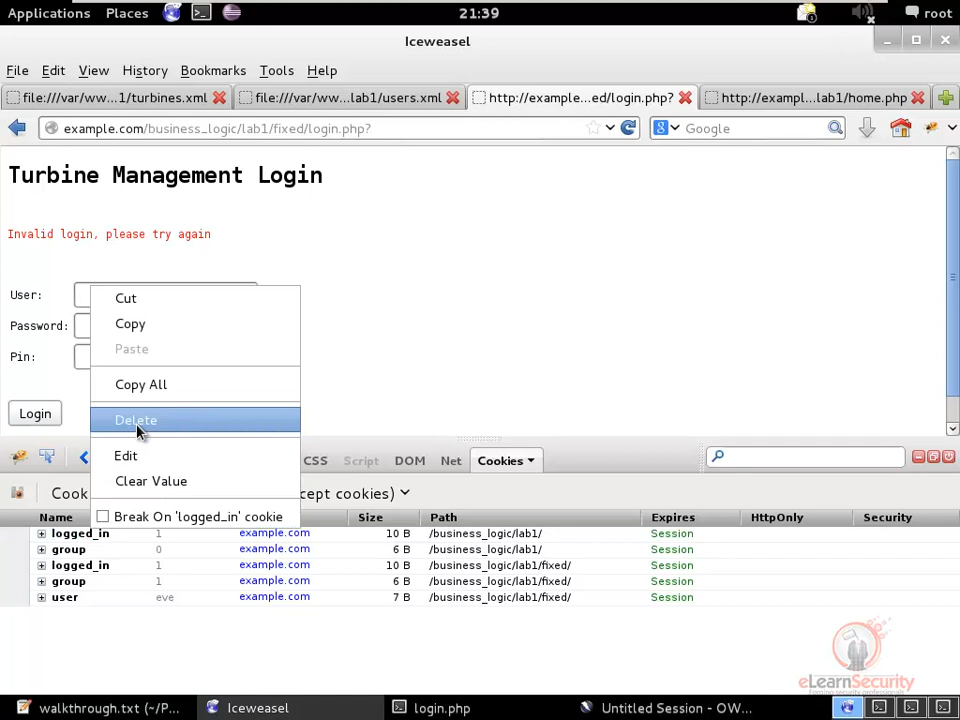 Applications Places 21:39 root
Iceweasel
File Edit View History Bookmarks Tools Help
file:///var/ww...1/turbines.xml file:///var/ww...lab1/users.xml http://example...ed/login.php? http://exampl...lab1/home.php
example.com/business_logic/lab1/fixed/login.php? Google
Turbine Management Login
Invalid login, please try again
User:
Password:
Pin:
Login
Cut
Copy
Paste
Copy All
Delete
Edit
Clear Value
Break On 'logged_in' cookie
CSS Script DOM Net Cookies
Cook cept cookies)
Name Size Path Expires HttpOnly Security
logged_in 1 example.com 10 B /business_logic/lab1/ Session
group 0 example.com 6 B /business_logic/lab1/ Session
logged_in 1 example.com 10 B /business_logic/lab1/fixed/ Session
group 1 example.com 6 B /business_logic/lab1/fixed/ Session
user eve example.com 7 B /business_logic/lab1/fixed/ Session
eLearnSecurity
Forging security professionals
walkthrough.txt (~/P... Iceweasel login.php Untitled Session - OW...